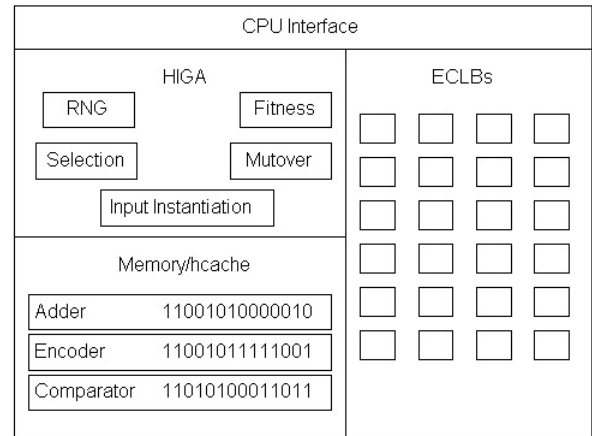 CPU Interface
HIGA
RNG
Fitness
Selection
Mutover
Input Instantiation
Memory/hcache
Adder 11001010000010
Encoder 11001011111001
Comparator 11010100011011
ECLBs